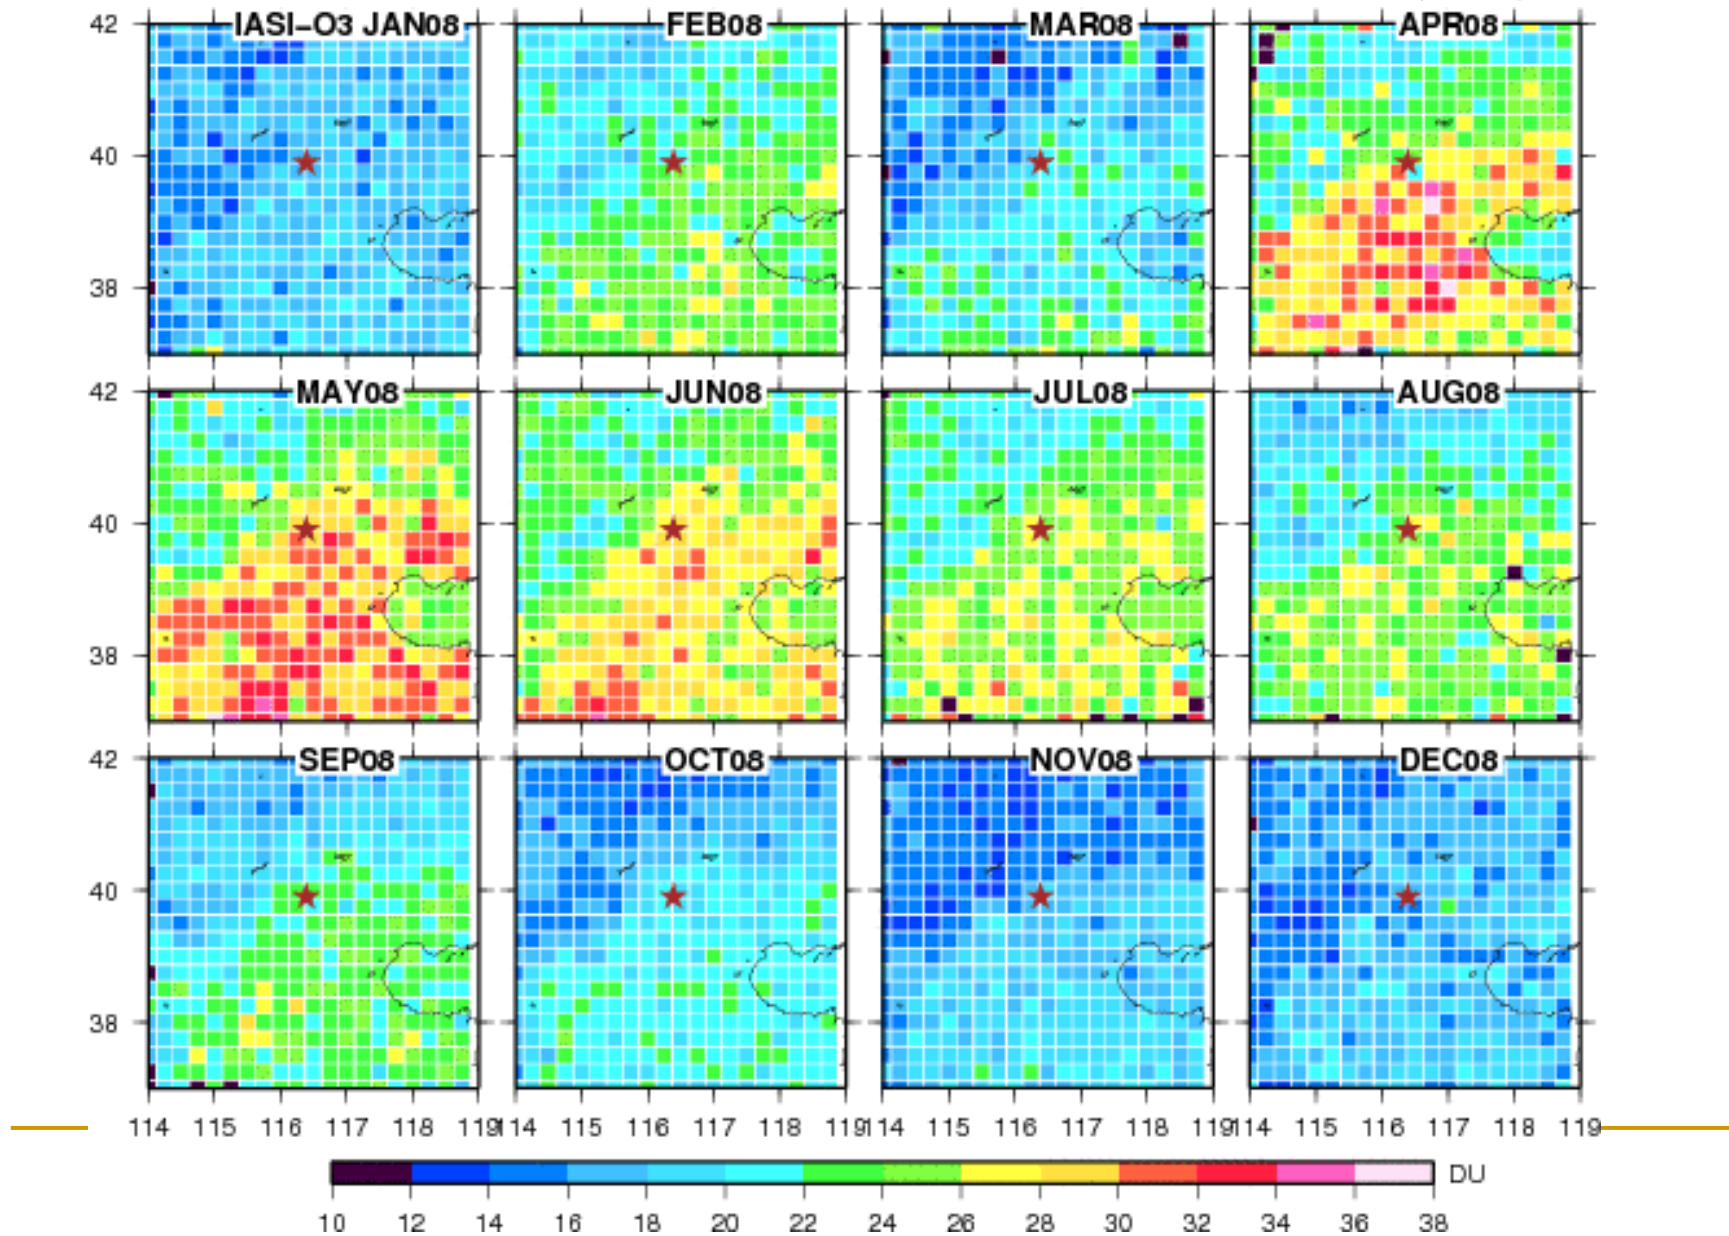 42 IASI–O3 JAN08 FEB08 MAR08 APR08
40
38
42 MAY08 JUN08 JUL08 AUG08
40
38
42 SEP08 OCT08 NOV08 DEC08
40
38
114 115 116 117 118 119 114 115 116 117 118 119 114 115 116 117 118 119 114 115 116 117 118 119
DU
10 12 14 16 18 20 22 24 26 28 30 32 34 36 38